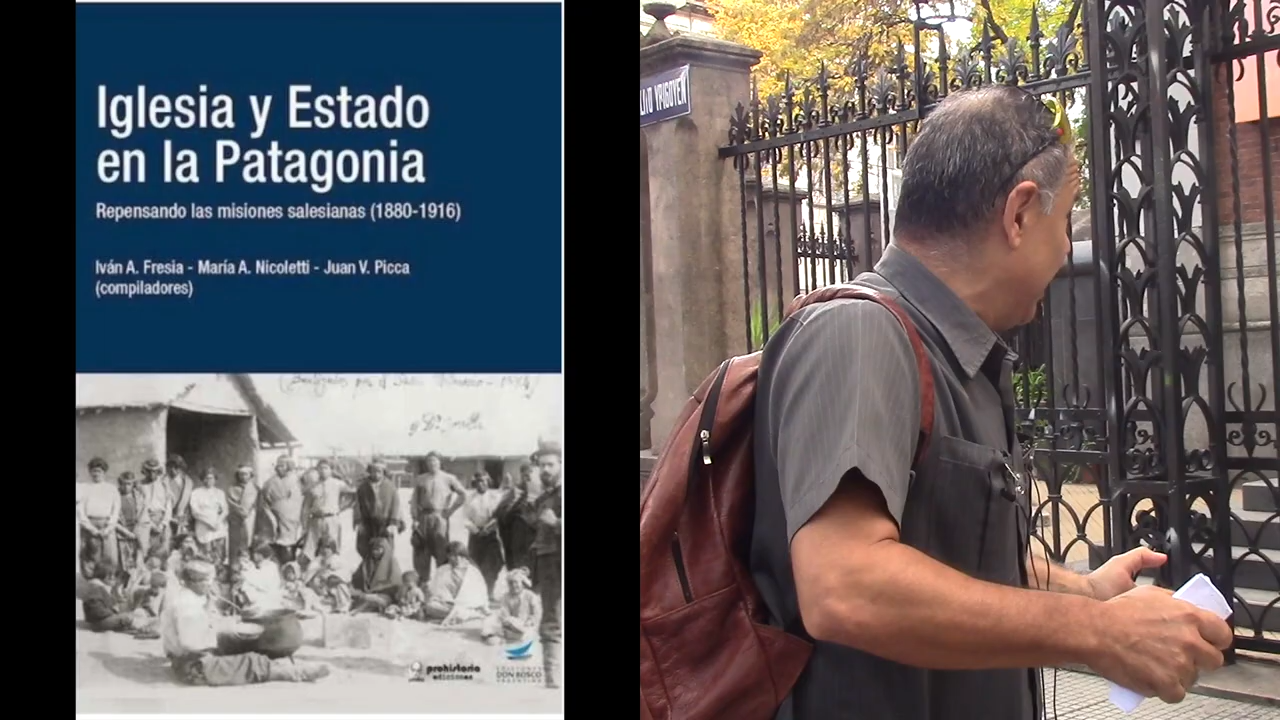 Iglesia y Estado
en la Patagonia
Repensando las misiones salesianas (1880-1916)
Iván A. Fresia - María A. Nicoletti - Juan V. Picca
(compiladores)
prohistoria
ediciones
DON BOSCO
YRIGOYEN